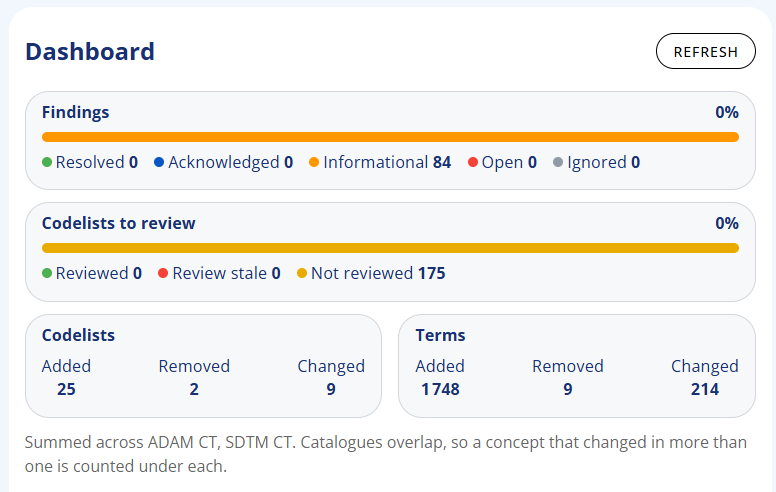 Dashboard
REFRESH
Findings 0%
Resolved 0 Acknowledged 0 Informational 84 Open 0 Ignored 0
Codelists to review 0%
Reviewed 0 Review stale 0 Not reviewed 175
Codelists
Added Removed Changed
25 2 9
Terms
Added Removed Changed
1748 9 214
Summed across ADAM CT, SDTM CT. Catalogues overlap, so a concept that changed in more than
one is counted under each.